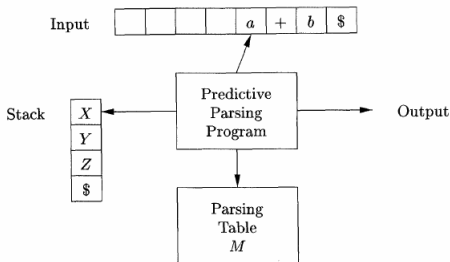 Input a + b $
Predictive
Parsing
Program
Stack X
Y
Z
$
Output
Parsing
Table
M